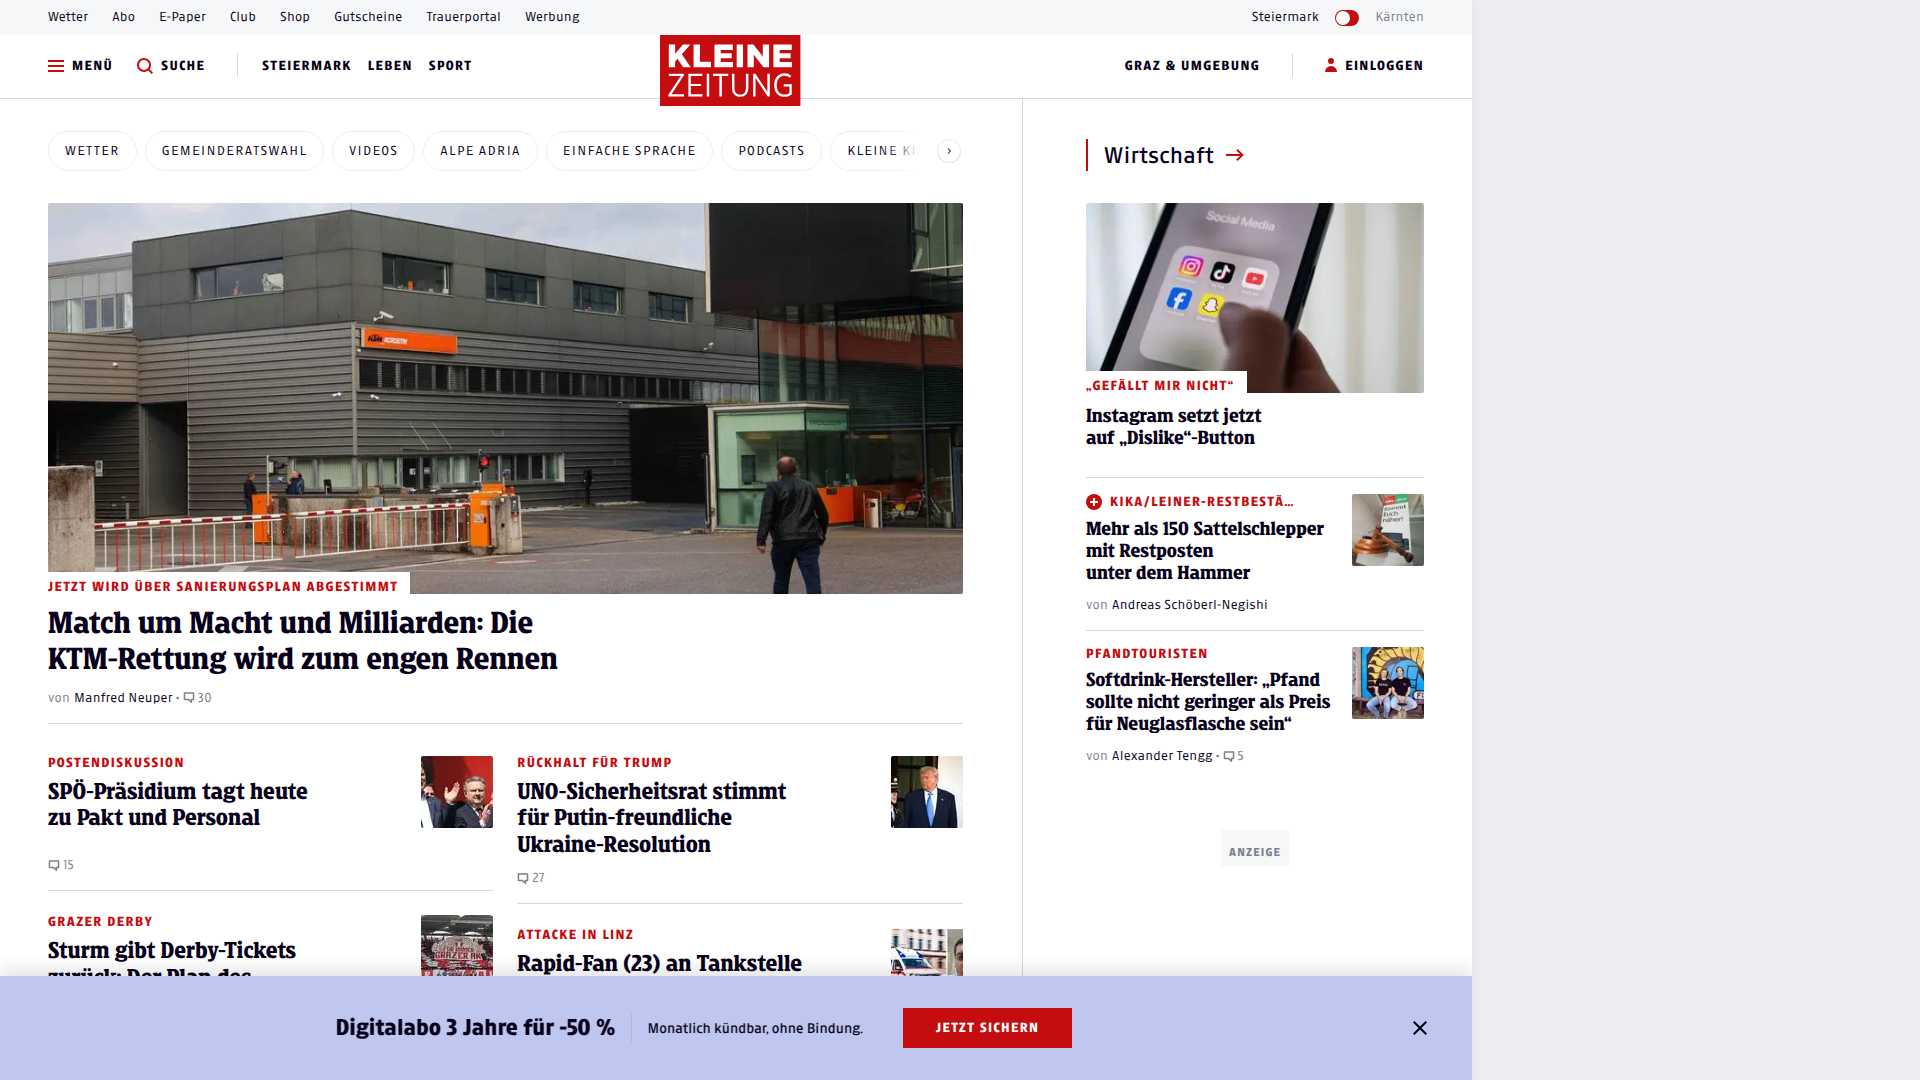 Wetter Abo E-Paper Club Shop Gutscheine Trauerportal Werbung
Steiermark Kärnten
MENÜ SUCHE STEIERMARK LEBEN SPORT
KLEINE
ZEITUNG
GRAZ & UMGEBUNG EINLOGGEN
WETTER GEMEINDERATSWAHL VIDEOS ALPE ADRIA EINFACHE SPRACHE PODCASTS KLEINE
JETZT WIRD ÜBER SANIERUNGSPLAN ABGESTIMMT
Match um Macht und Milliarden: Die
KTM-Rettung wird zum engen Rennen
von Manfred Neuper • 30
POSTENDISKUSSION
SPÖ-Präsidium tagt heute
zu Pakt und Personal
15
GRAZER DERBY
Sturm gibt Derby-Tickets
zurück: Der Plan des
RÜCKHALT FÜR TRUMP
UNO-Sicherheitsrat stimmt
für Putin-freundliche
Ukraine-Resolution
27
ATTACKE IN LINZ
Rapid-Fan (23) an Tankstelle
Wirtschaft
Social Media
„GEFÄLLT MIR NICHT“
Instagram setzt jetzt
auf „Dislike“-Button
KIKA/LEINER-RESTBESTÄ...
Mehr als 150 Sattelschlepper
mit Restposten
unter dem Hammer
von Andreas Schöberl-Negishi
PFANDTOURISTEN
Softdrink-Hersteller: „Pfand
sollte nicht geringer als Preis
für Neuglasflasche sein“
von Alexander Tengg • 5
ANZEIGE
Digitalabo 3 Jahre für -50 %
Monatlich kündbar, ohne Bindung.
JETZT SICHERN